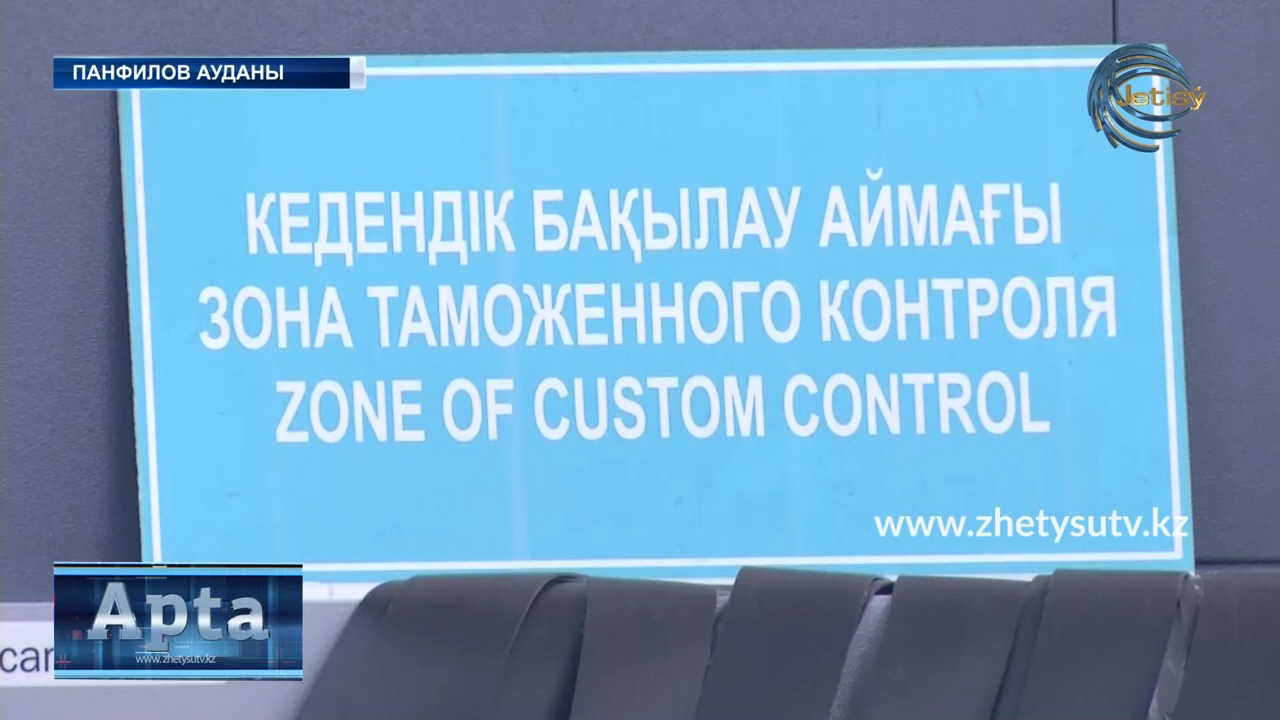 ПАНФИЛОВ АУДАНЫ
Jetisý
КЕДЕНДІК БАҚЫЛАУ АЙМАҒЫ
ЗОНА ТАМОЖЕННОГО КОНТРОЛЯ
ZONE OF CUSTOM CONTROL
www.zhetysutv.kz
Apta
www.zhetysutv.kz
can